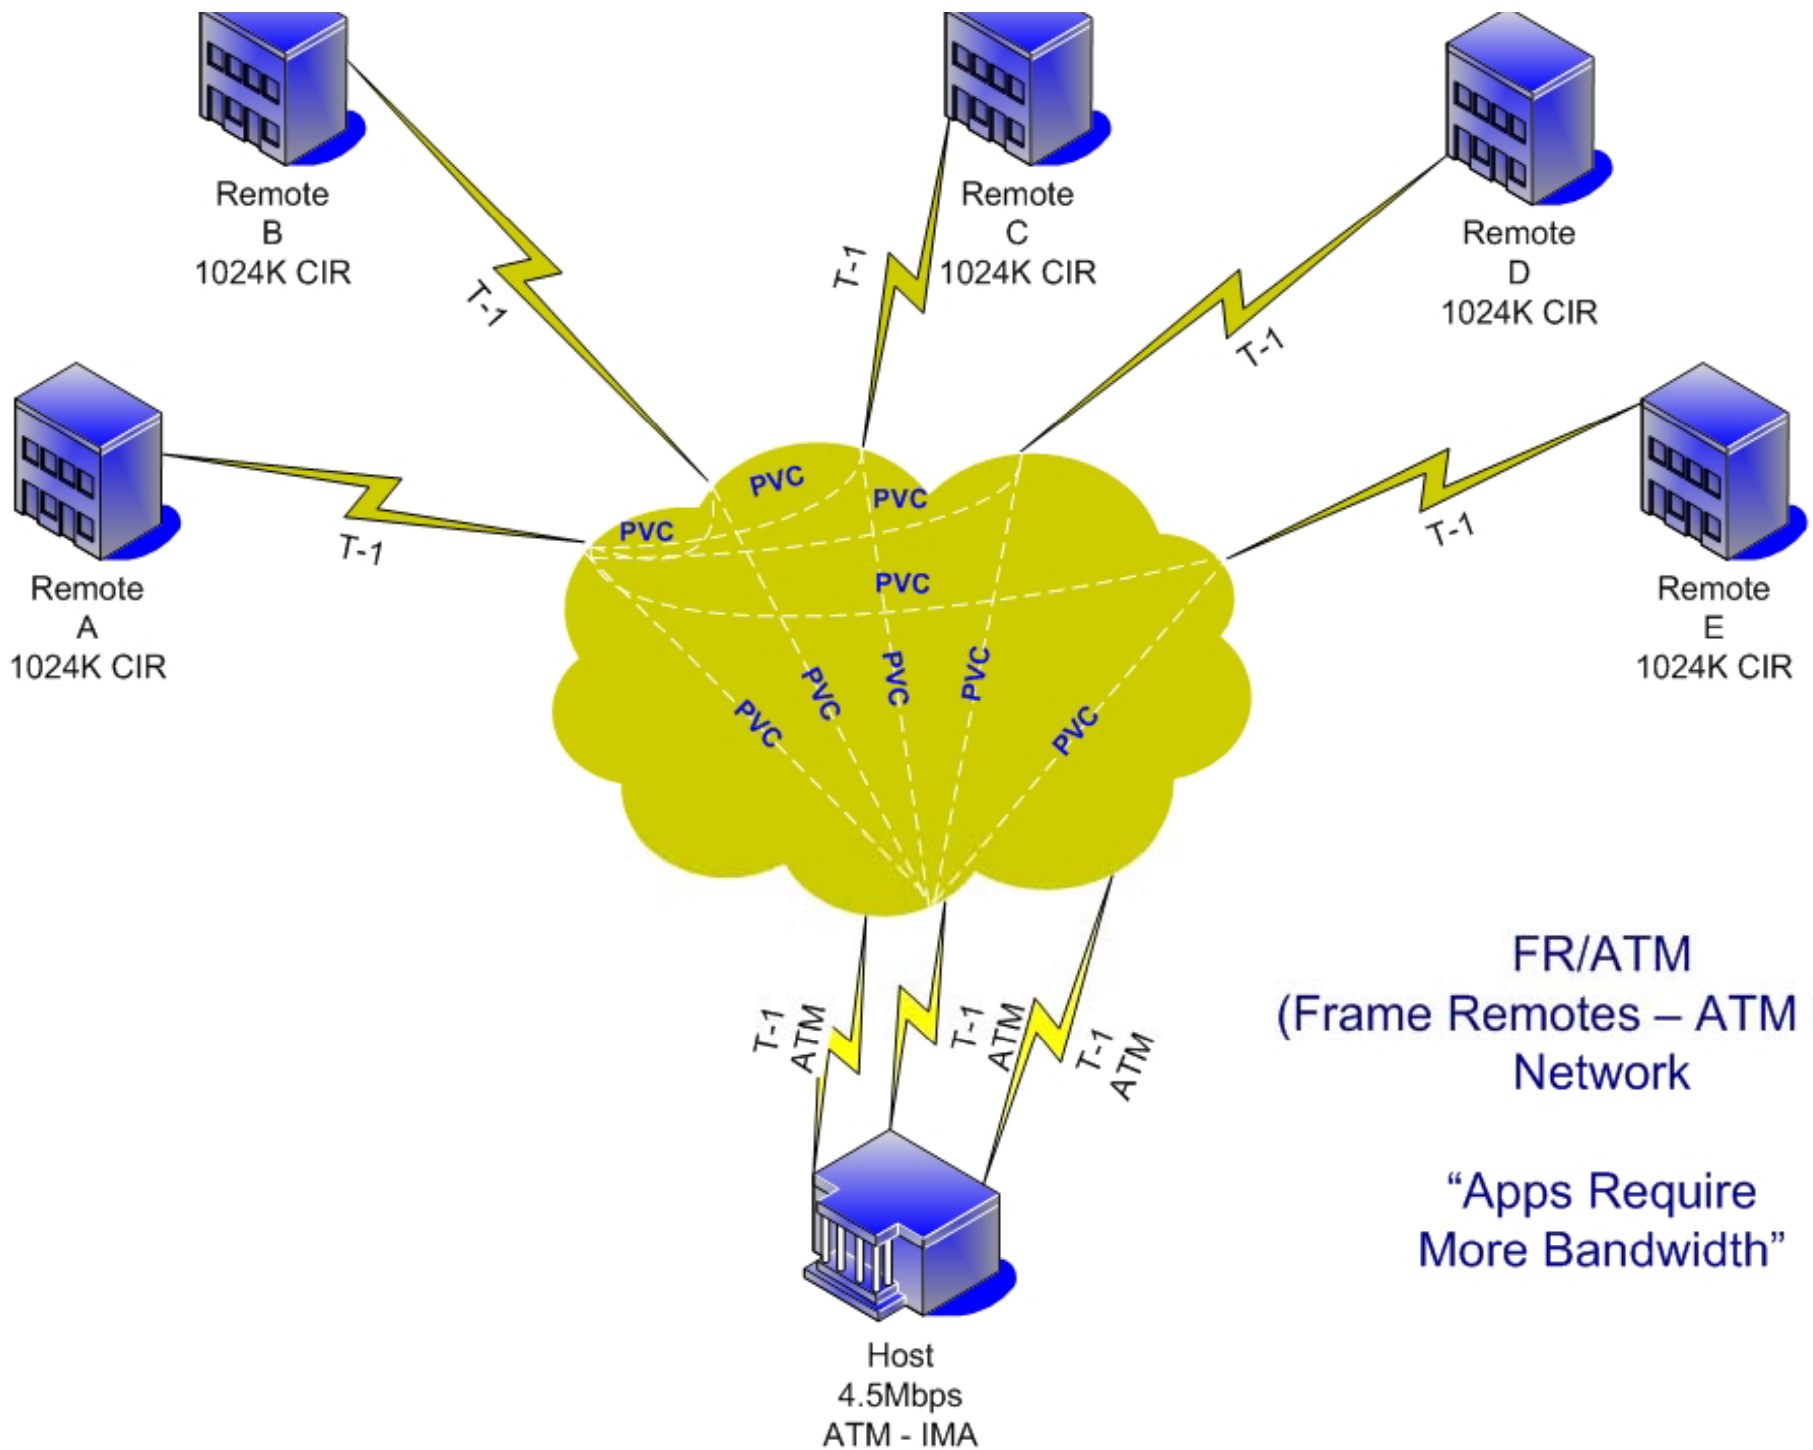 Remote
B
1024K CIR
Remote
C
1024K CIR
Remote
D
1024K CIR
T-1
T-1
T-1
T-1
T-1
Remote
A
1024K CIR
Remote
E
1024K CIR
PVC
PVC
PVC
PVC
PVC
PVC
PVC
PVC
PVC
T-1
ATM
T-1
ATM
T-1
ATM
FR/ATM
(Frame Remotes – ATM
Network
“Apps Require
More Bandwidth”
Host
4.5Mbps
ATM - IMA